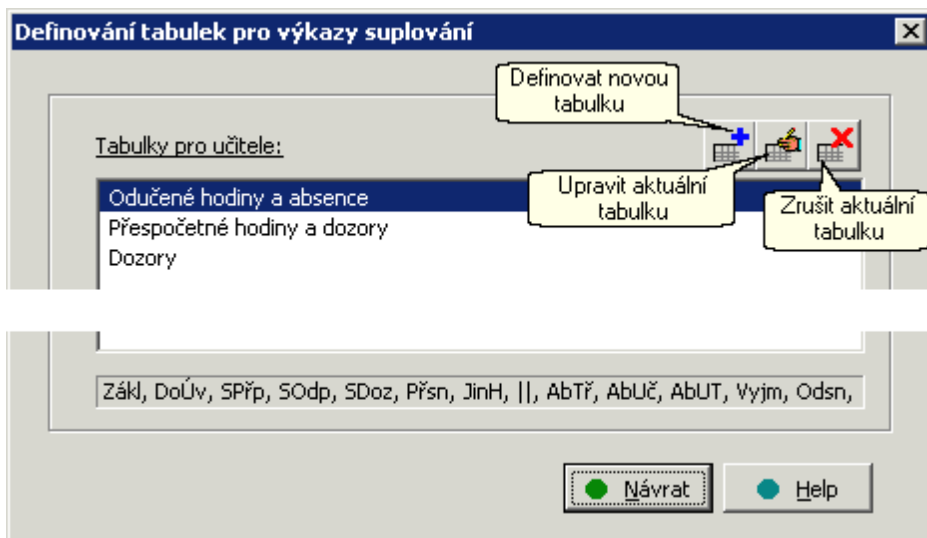 Definování tabulek pro výkazy suplování
Definovat novou
tabulku
Tabulky pro učitele:
Odučené hodiny a absence
Upravit aktuální
tabulku
Zrušit aktuální
tabulku
Přespočetné hodiny a dozory
Dozory
Zákl, DoÚv, SPřp, SOdp, SDoz, Přsn, JinH, ||, AbTř, AbUč, AbUT, Vyjm, Odsn,
Návrat
Help